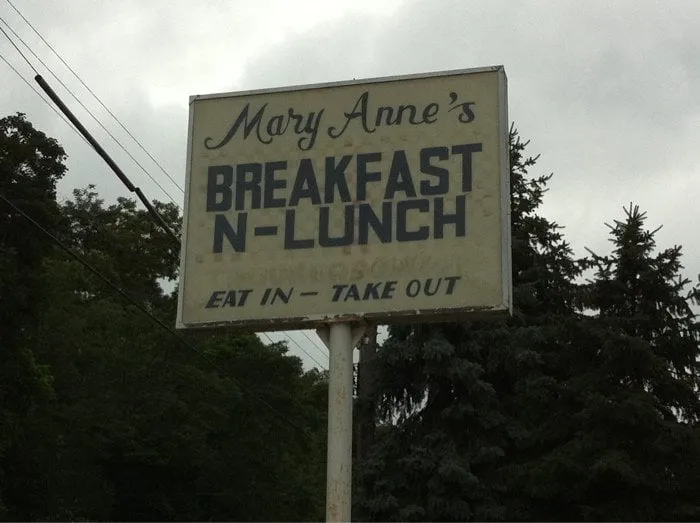 Mary Anne's
BREAKFAST
N-LUNCH
EAT IN - TAKE OUT